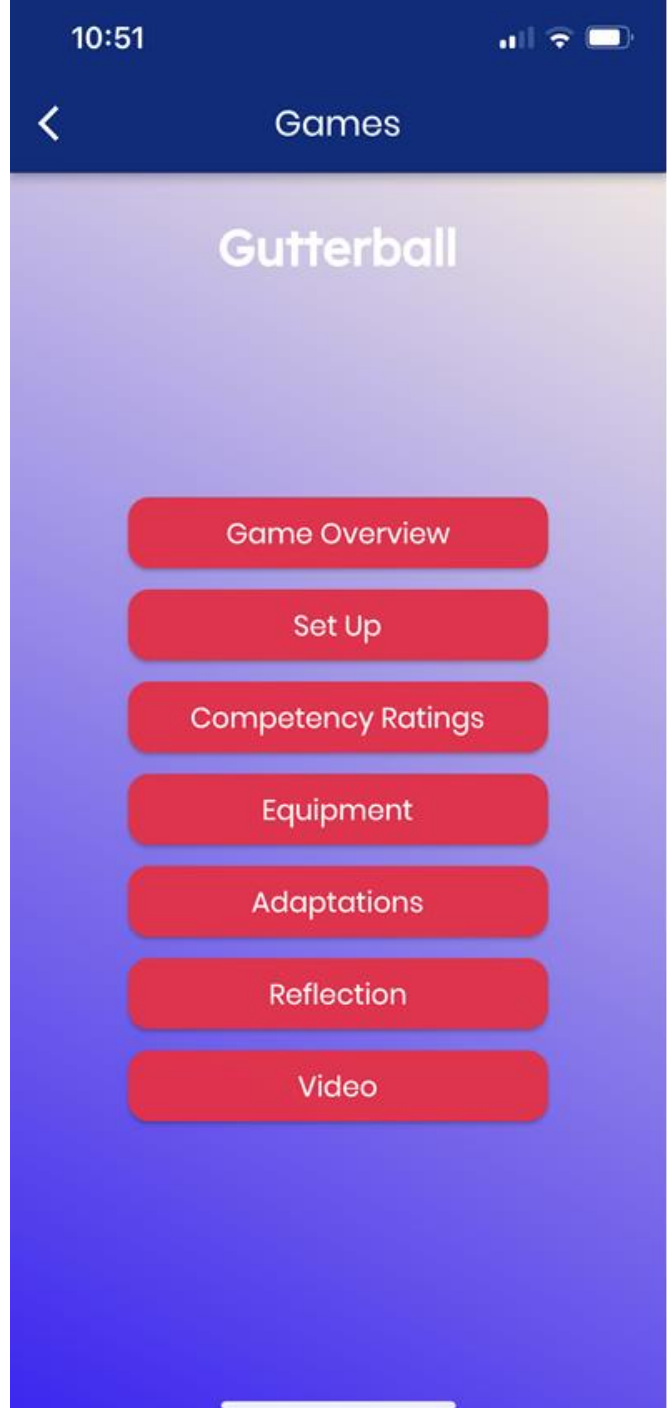 10:51
Games
Gutterball
Game Overview
Set Up
Competency Ratings
Equipment
Adaptations
Reflection
Video